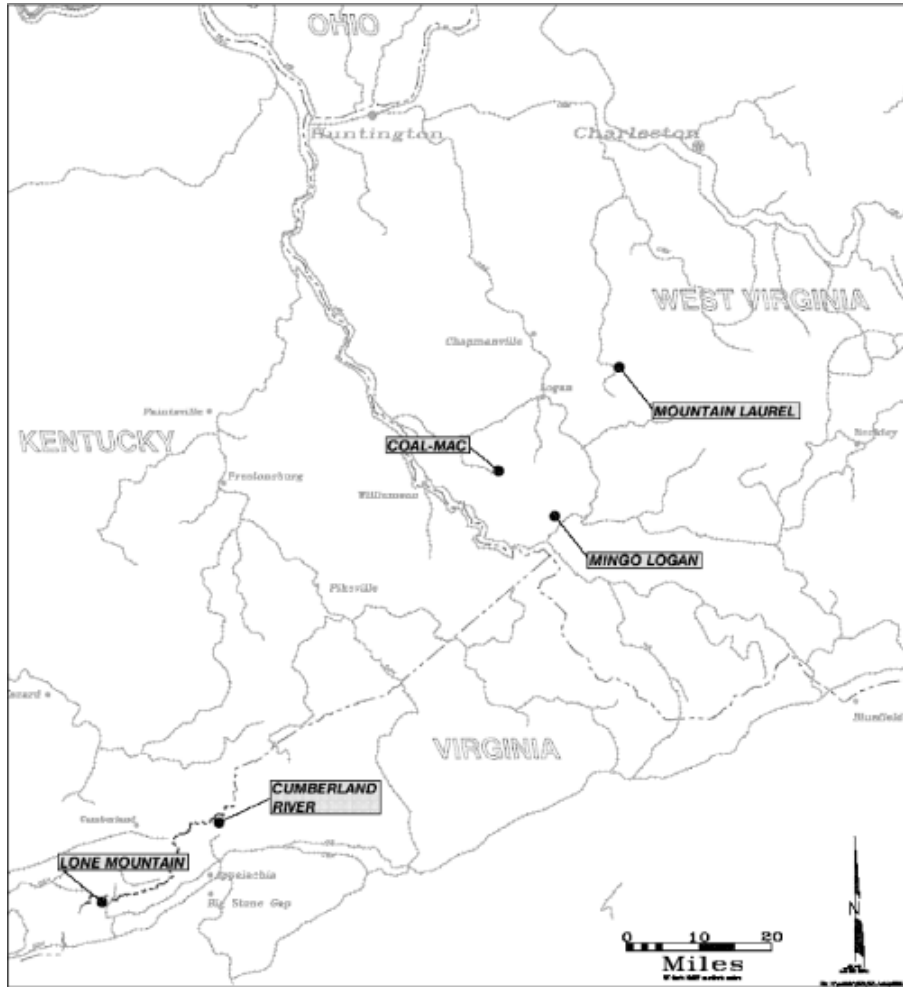 OHIO
Huntington
Charleston
WEST VIRGINIA
Chapmanville
Logan
MOUNTAIN LAUREL
Paintsville
KENTUCKY
COAL-MAC
Beckley
Prestonsburg
Williamson
MINGO LOGAN
Pikeville
Bluefield
VIRGINIA
CUMBERLAND
RIVER
Cumberland
LONE MOUNTAIN
Appalachia
Big Stone Gap
N
0 10 20
Miles